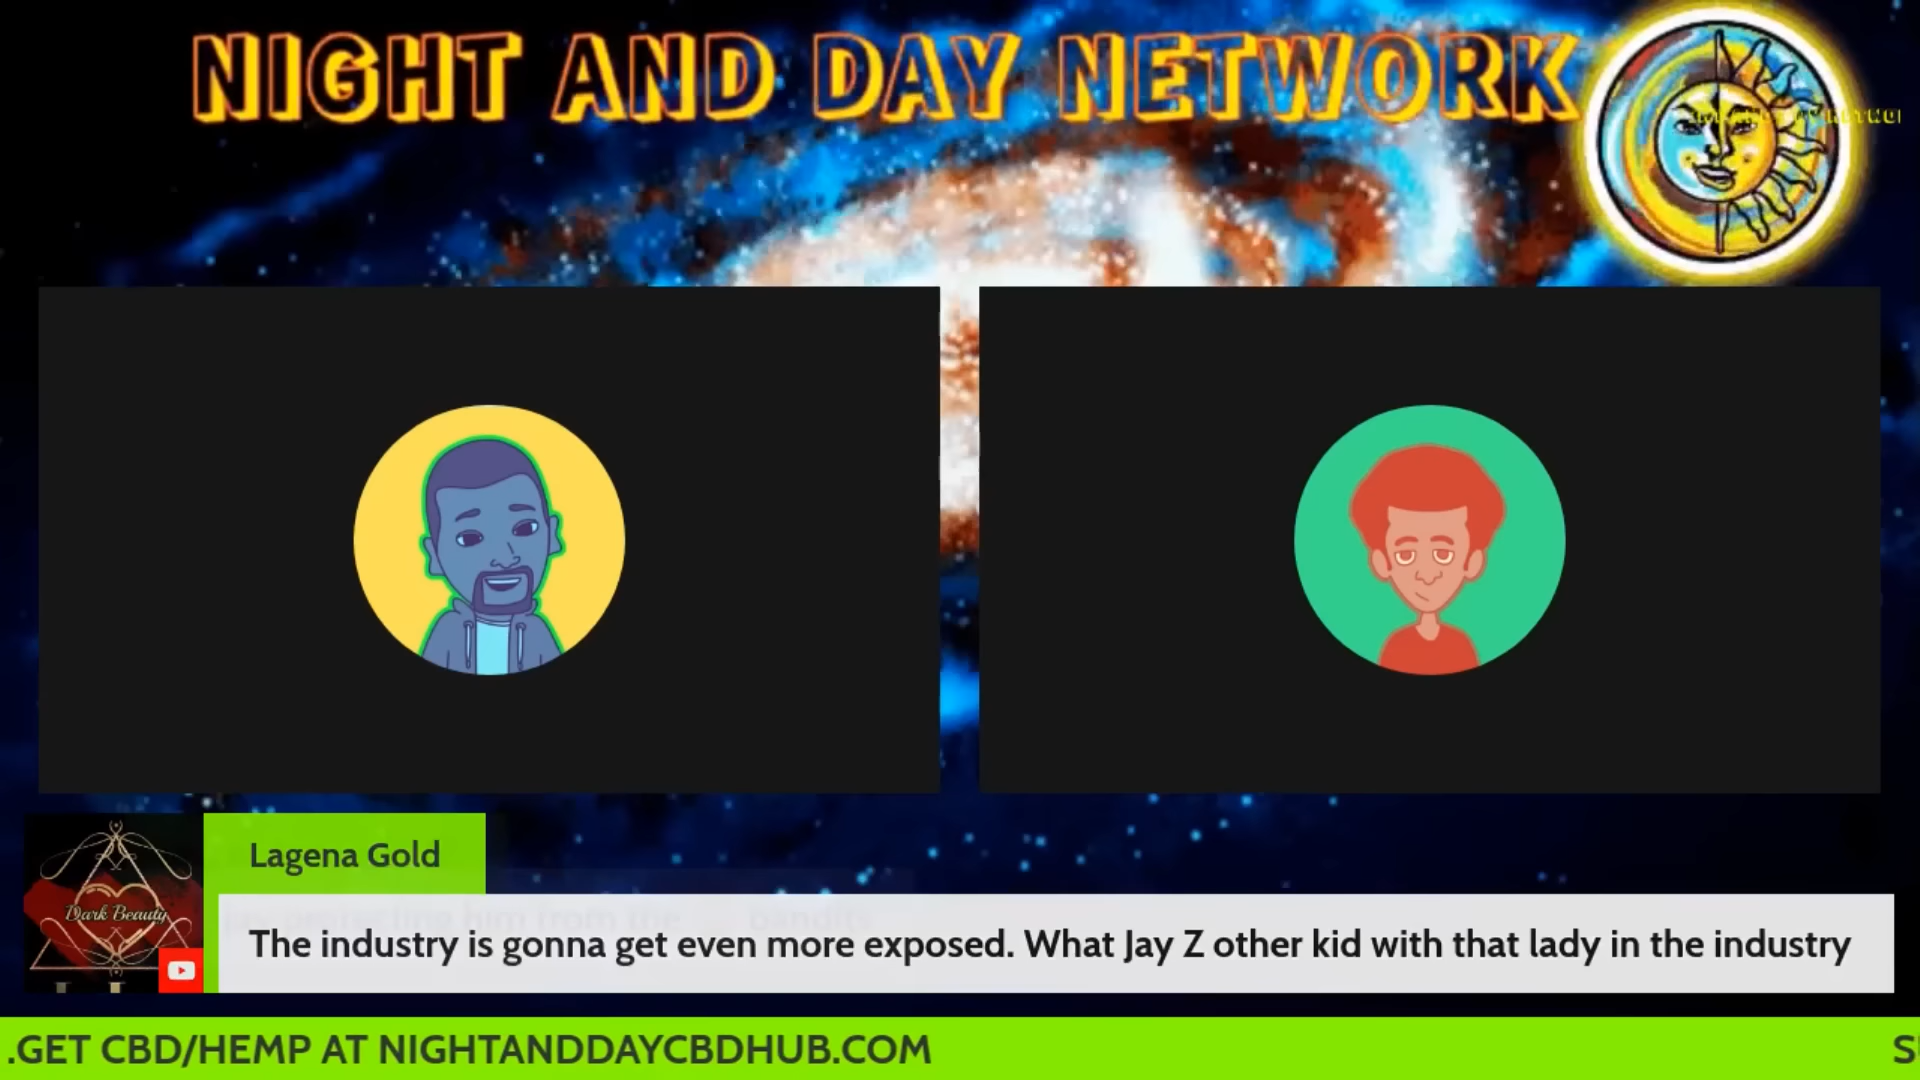 NIGHT AND DAY NETWORK
Lagena Gold
Dark Beauty
The industry is gonna get even more exposed. What Jay Z other kid with that lady in the industry
.GET CBD/HEMP AT NIGHTANDDAYCBDHUB.COM